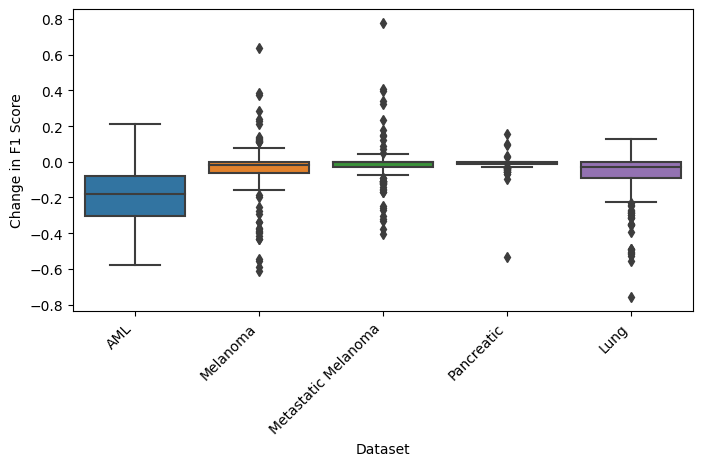 Change in F1 Score
0.8
0.6
0.4
0.2
0.0
−0.2
−0.4
−0.6
−0.8
AML
Melanoma
Metastatic Melanoma
Pancreatic
Lung
Dataset